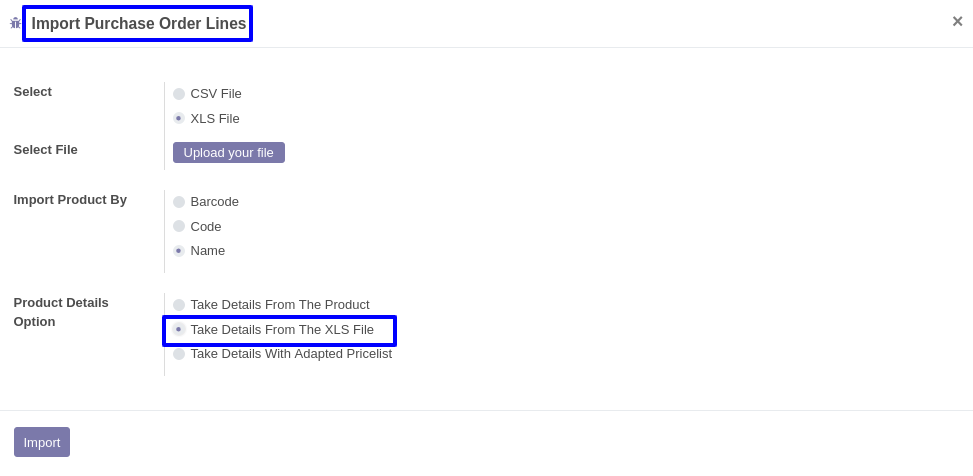 Import Purchase Order Lines ×
Select
CSV File
XLS File
Select File
Upload your file
Import Product By
Barcode
Code
Name
Product Details
Option
Take Details From The Product
Take Details From The XLS File
Take Details With Adapted Pricelist
Import